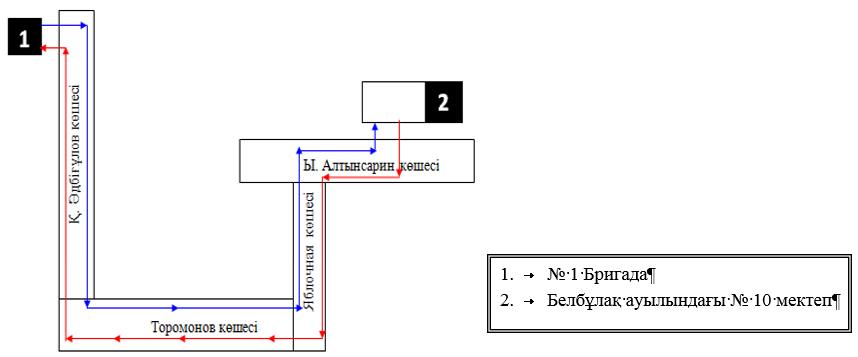 1
2
Қ. Әдбіғұлов көшесі
Ы. Алтынсарин көшесі
Яблочная көшесі
Торомонов көшесі
1. → №·1·Бригада¶
2. → Белбұлақ·ауылындағы·№·10·мектеп¶